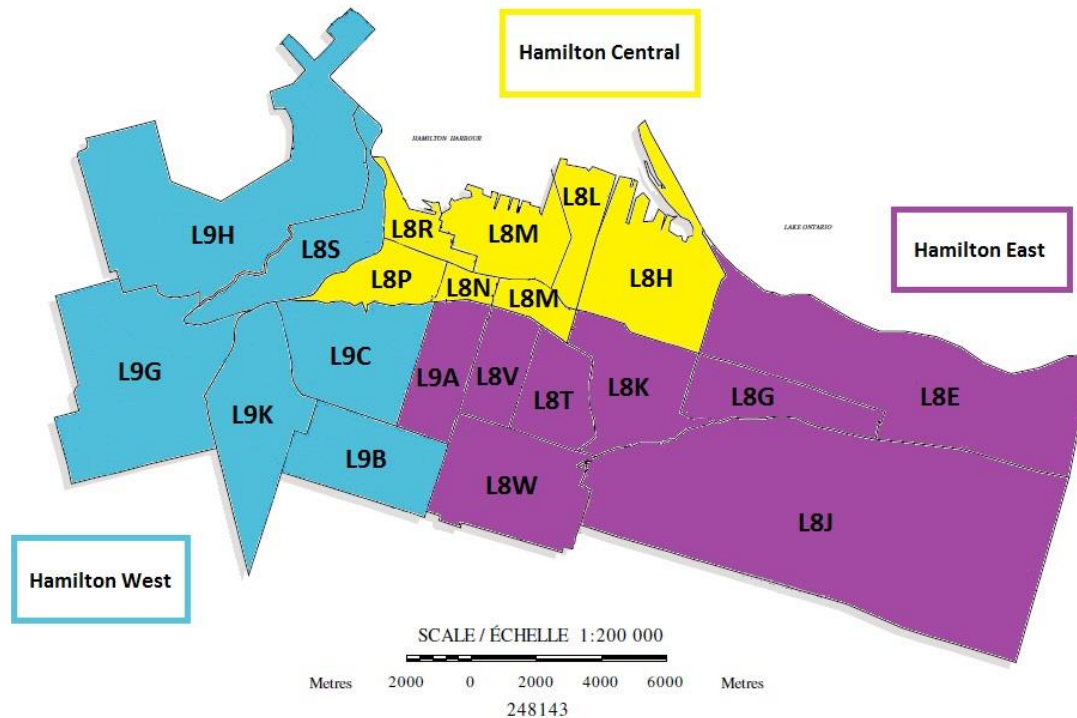 Hamilton Central
HAMILTON HARBOUR
L8L
L9H
L8R
L8M
LAKE ONTARIO
L8S
Hamilton East
L8P
L8N
L8M
L8H
L9G
L9C
L9A
L8V
L8T
L8K
L8G
L8E
L9K
L9B
L8W
L8J
Hamilton West
SCALE / ÉCHELLE 1:200 000
Metres 2000 0 2000 4000 6000 Metres
248143